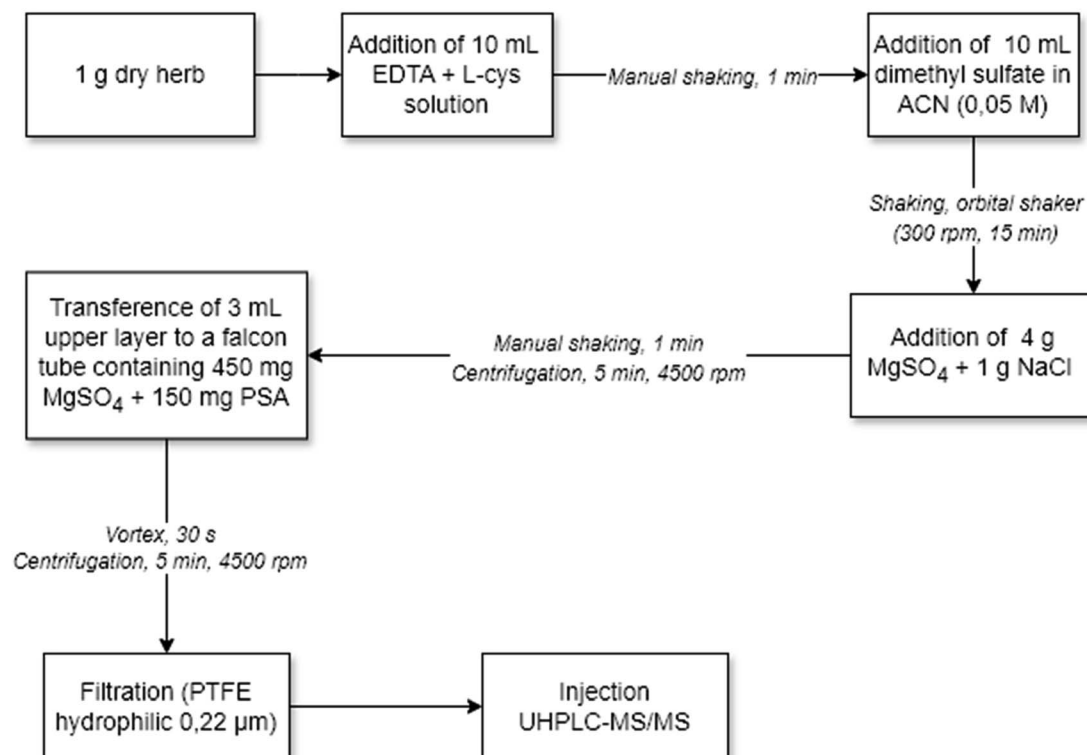 1 g dry herb
Addition of 10 mL
EDTA + L-cys
solution
Manual shaking, 1 min
Addition of 10 mL
dimethyl sulfate in
ACN (0,05 M)
Shaking, orbital shaker
(300 rpm, 15 min)
Addition of 4 g
MgSO₄ + 1 g NaCl
Manual shaking, 1 min
Centrifugation, 5 min, 4500 rpm
Transference of 3 mL
upper layer to a falcon
tube containing 450 mg
MgSO₄ + 150 mg PSA
Vortex, 30 s
Centrifugation, 5 min, 4500 rpm
Filtration (PTFE
hydrophilic 0,22 µm)
Injection
UHPLC-MS/MS